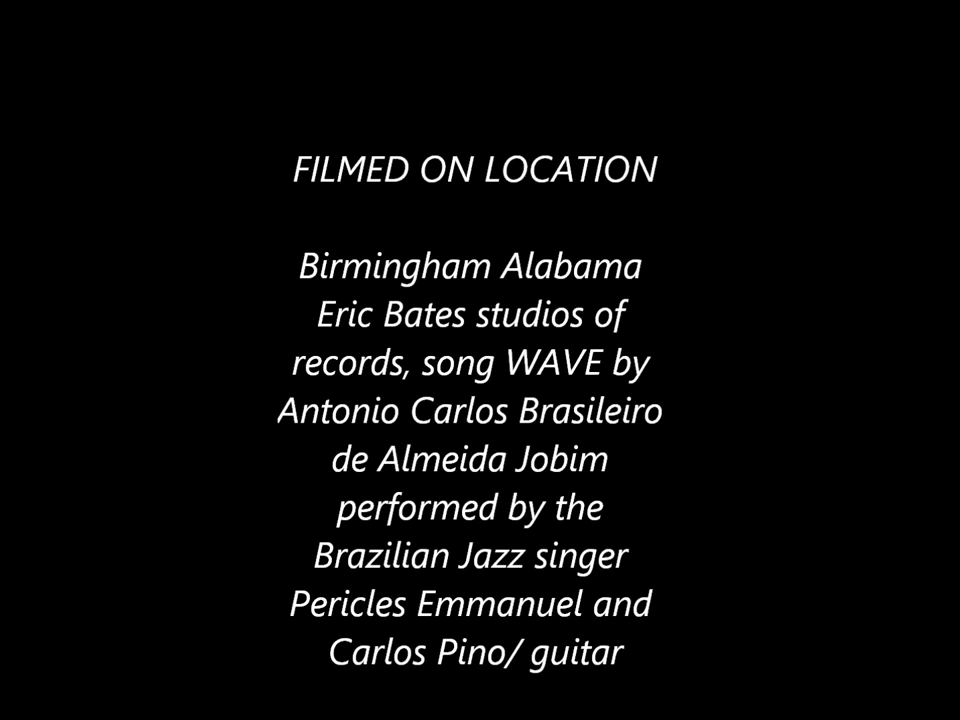 FILMED ON LOCATION
Birmingham Alabama
Eric Bates studios of
records, song WAVE by
Antonio Carlos Brasileiro
de Almeida Jobim
performed by the
Brazilian Jazz singer
Pericles Emmanuel and
Carlos Pino/ guitar